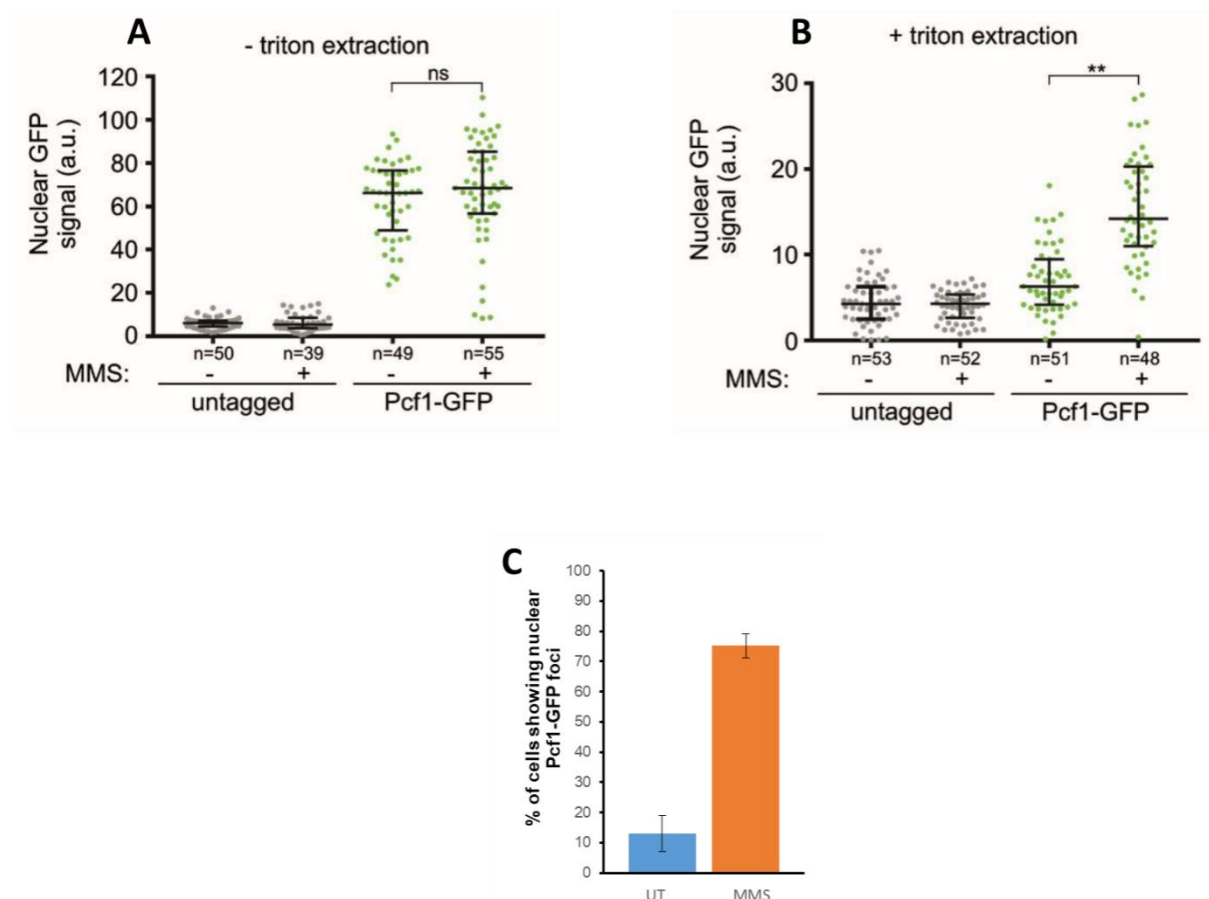 A
- triton extraction
Nuclear GFP
signal (a.u.)
120
100
80
60
40
20
0
ns
n=50
n=39
n=49
n=55
MMS:
-
+
-
+
untagged
Pcf1-GFP
B
+ triton extraction
Nuclear GFP
signal (a.u.)
30
20
10
0
**
n=53
n=52
n=51
n=48
MMS:
-
+
-
+
untagged
Pcf1-GFP
C
% of cells showing nuclear
Pcf1-GFP foci
100
90
80
70
60
50
40
30
20
10
0
UT
MMS